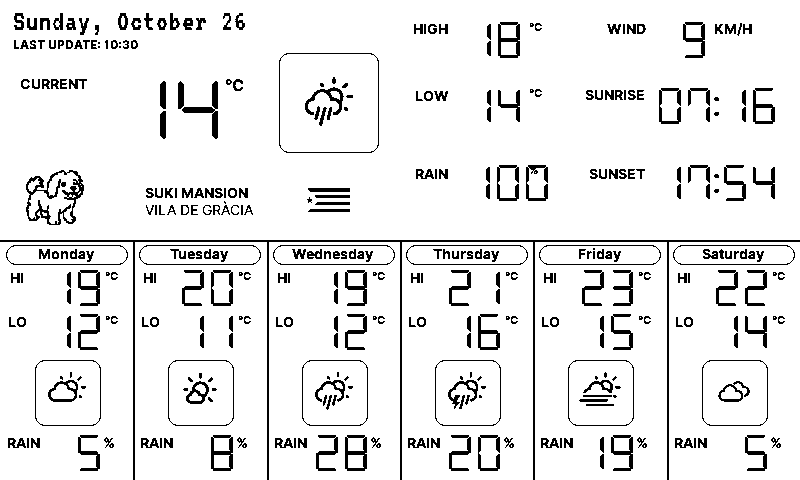 Sunday, October 26
LAST UPDATE: 10:30
CURRENT 14 °C
HIGH 18 °C
WIND 9 KM/H
LOW 14 °C
SUNRISE 07:16
RAIN 100 %
SUNSET 17:54
SUKI MANSION
VILA DE GRÀCIA
Monday
HI 19 °C
LO 12 °C
RAIN 5 %
Tuesday
HI 20 °C
LO 11 °C
RAIN 8 %
Wednesday
HI 19 °C
LO 12 °C
RAIN 28 %
Thursday
HI 21 °C
LO 16 °C
RAIN 20 %
Friday
HI 23 °C
LO 15 °C
RAIN 19 %
Saturday
HI 22 °C
LO 14 °C
RAIN 5 %